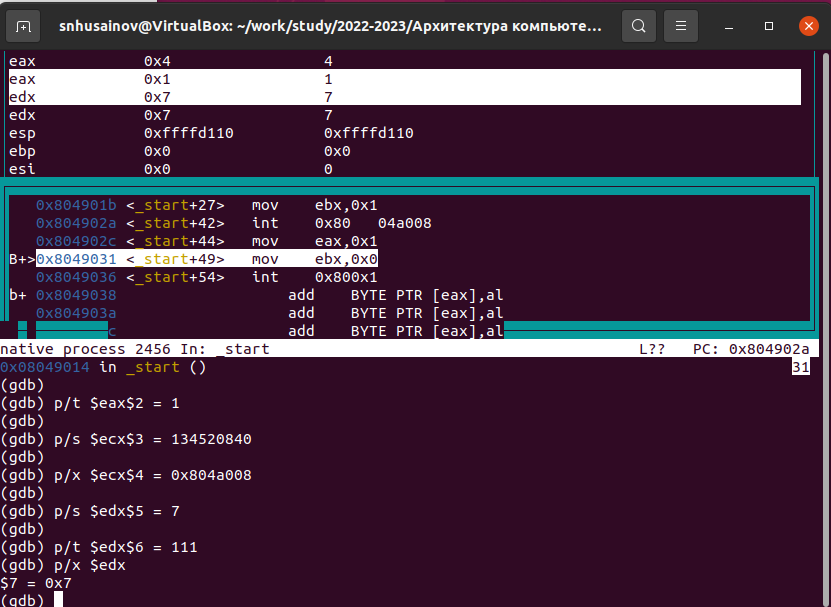 snhusainov@VirtualBox: ~/work/study/2022-2023/Архитектура компьюте...
eax 0x4 4
eax 0x1 1
edx 0x7 7
edx 0x7 7
esp 0xffffd110 0xffffd110
ebp 0x0 0x0
esi 0x0 0
0x804901b <_start+27> mov ebx,0x1
0x804902a <_start+42> int 0x80 04a008
0x804902c <_start+44> mov eax,0x1
B+>0x8049031 <_start+49> mov ebx,0x0
0x8049036 <_start+54> int 0x800x1
b+ 0x8049038 add BYTE PTR [eax],al
0x804903a add BYTE PTR [eax],al
c add BYTE PTR [eax],al
native process 2456 In: _start L?? PC: 0x804902a
0x08049014 in _start () 31
(gdb)
(gdb) p/t $eax$2 = 1
(gdb)
(gdb) p/s $ecx$3 = 134520840
(gdb)
(gdb) p/x $ecx$4 = 0x804a008
(gdb)
(gdb) p/s $edx$5 = 7
(gdb)
(gdb) p/t $edx$6 = 111
(gdb) p/x $edx
$7 = 0x7
(gdb)